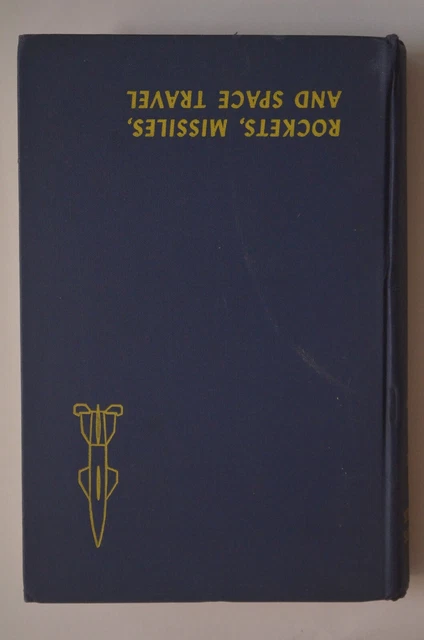 ROCKETS, MISSILES,
AND SPACE TRAVEL